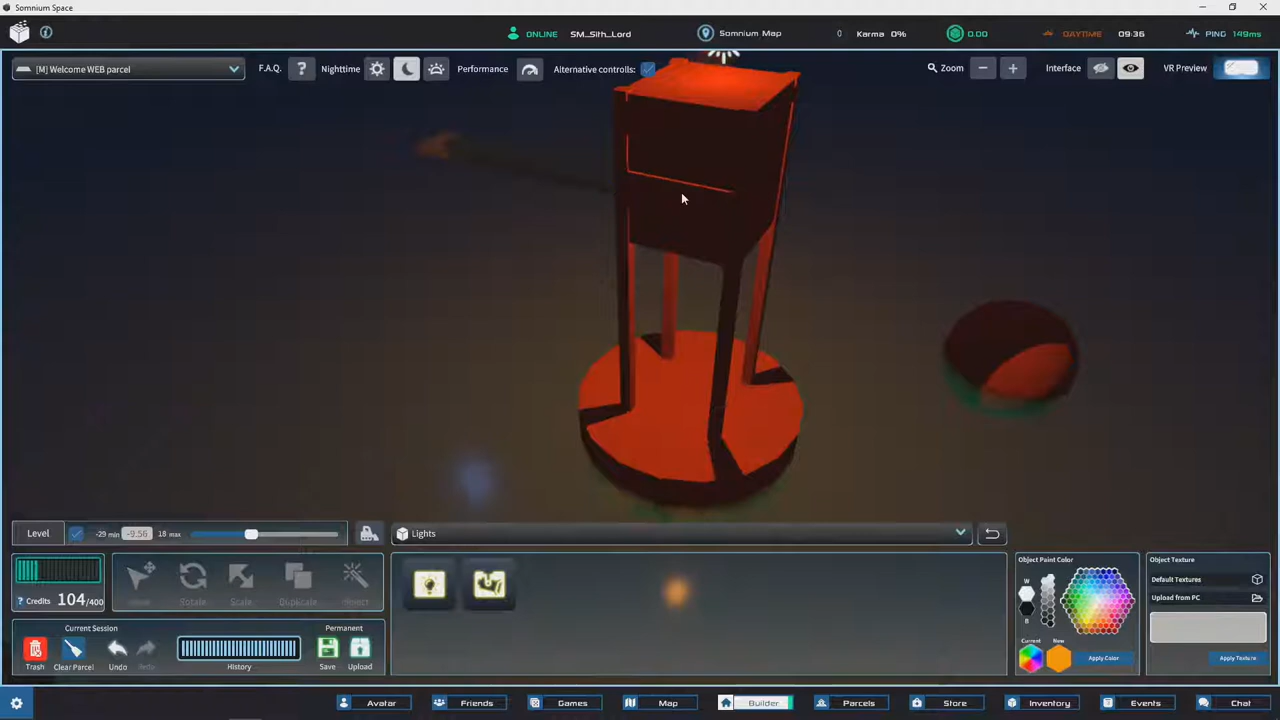 Somnium Space
ONLINE SM_Sith_Lord Somnium Map 0 Karma 0% 0.00 DAYTIME 09:36 PING 149ms
[M] Welcome WEB parcel F.A.Q. ? Nighttime Performance Alternative controlls: Zoom Interface VR Preview
Level -29 min -9.56 18 max Lights
Object Paint Color Object Texture
W Default Textures
? Credits 104/400 Rotate Scale Duplicate Upload from PC
B
Current Session Permanent
Current New
Trash Clear Parcel Undo Redo History Save Upload Apply Color Apply Texture
Avatar Friends Games Map Builder Parcels Store Inventory Events Chat